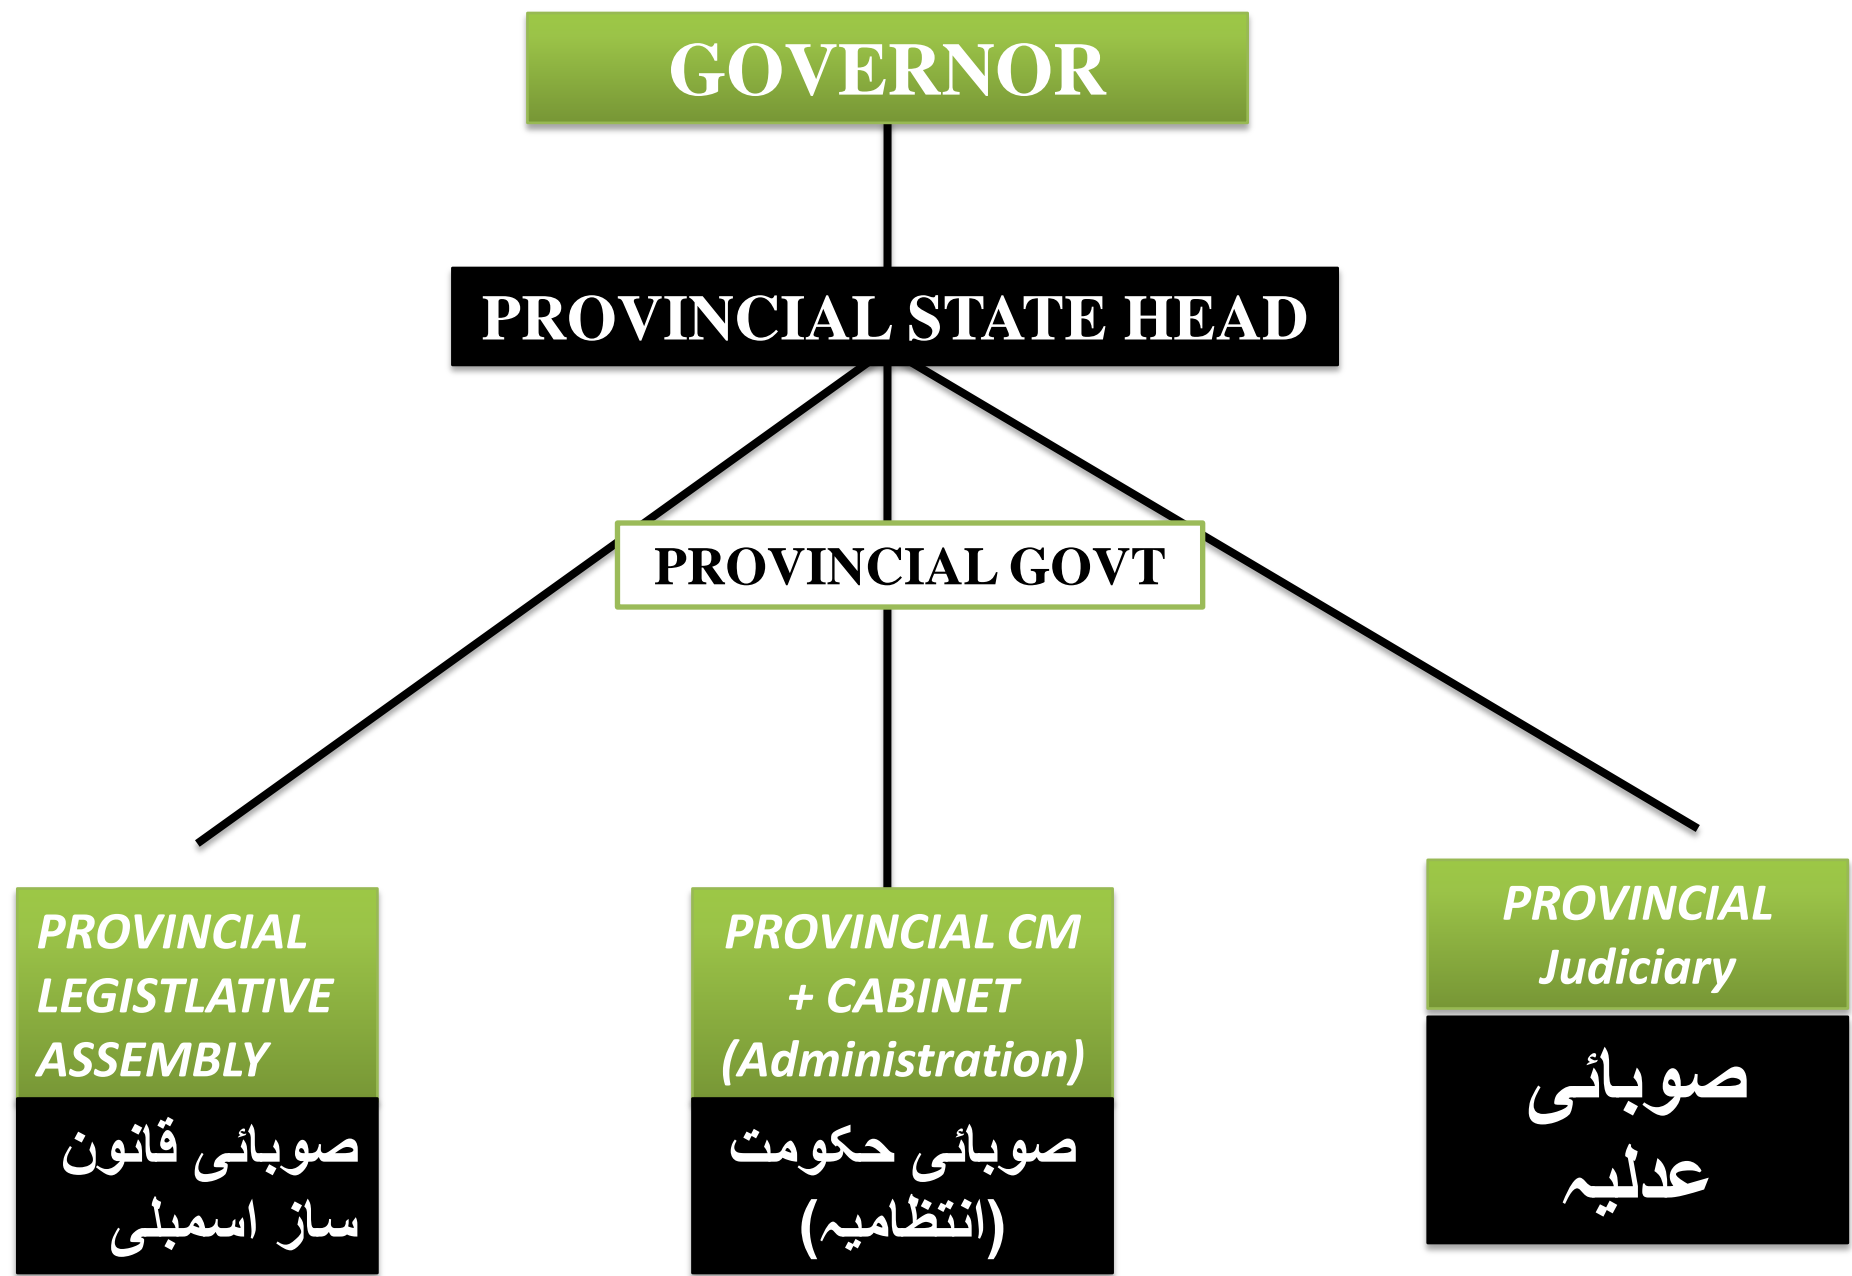 GOVERNOR
PROVINCIAL STATE HEAD
PROVINCIAL GOVT
PROVINCIAL
LEGISTLATIVE
ASSEMBLY
صوبائی قانون
ساز اسمبلی
PROVINCIAL CM
+ CABINET
(Administration)
صوبائی حکومت
(انتظامیہ)
PROVINCIAL
Judiciary
صوبائی
عدلیہ